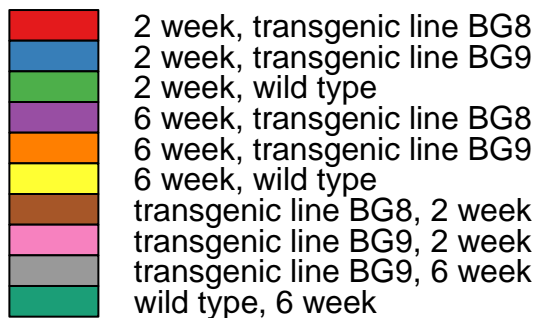 2 week, transgenic line BG8
2 week, transgenic line BG9
2 week, wild type
6 week, transgenic line BG8
6 week, transgenic line BG9
6 week, wild type
transgenic line BG8, 2 week
transgenic line BG9, 2 week
transgenic line BG9, 6 week
wild type, 6 week